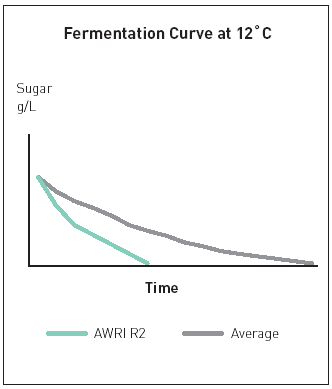 Fermentation Curve at 12˚C
Sugar
g/L
Time
AWRI R2
Average